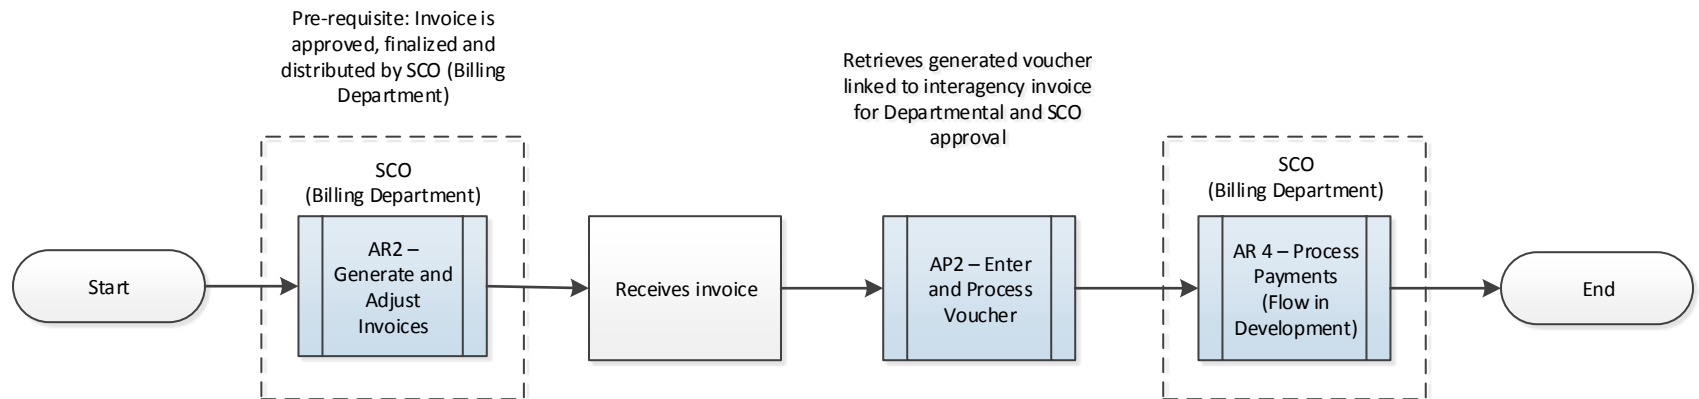 Pre-requisite: Invoice is
approved, finalized and
distributed by SCO (Billing
Department)
Retrieves generated voucher
linked to interagency invoice
for Departmental and SCO
approval
SCO
(Billing Department)
SCO
(Billing Department)
Start
AR2 –
Generate and
Adjust
Invoices
Receives invoice
AP2 – Enter
and Process
Voucher
AR 4 – Process
Payments
(Flow in
Development)
End